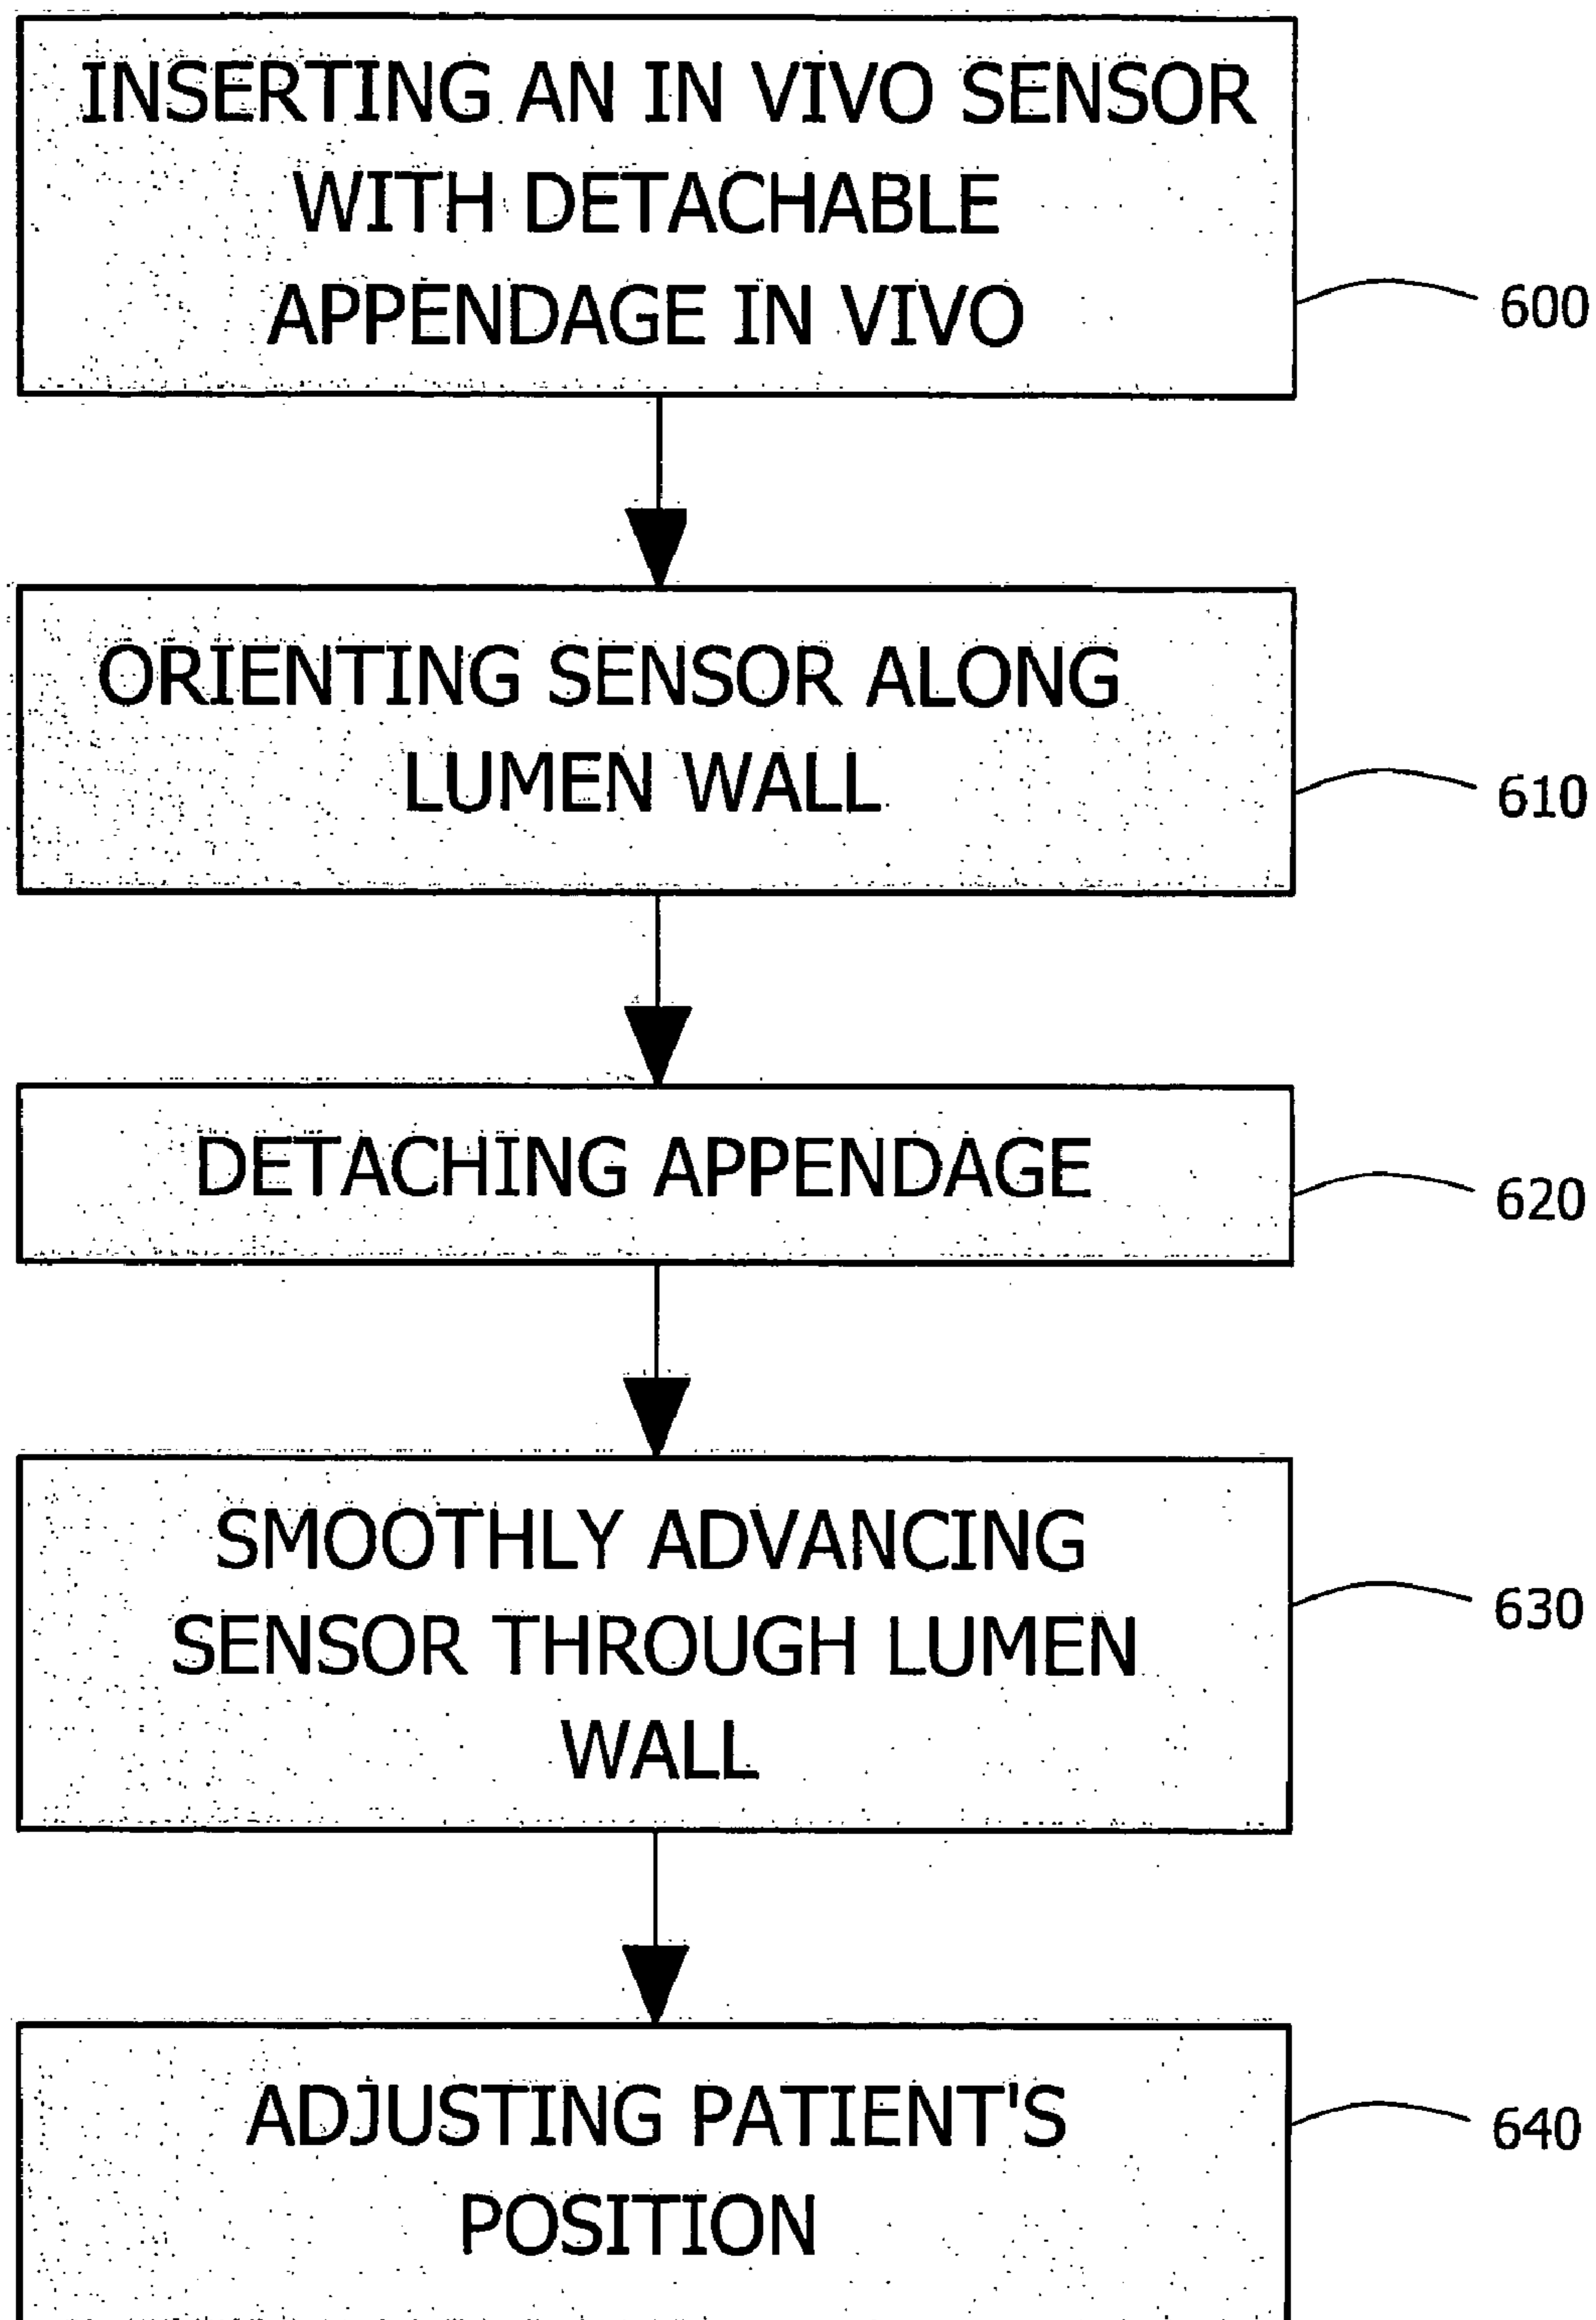 INSERTING AN IN VIVO SENSOR
WITH DETACHABLE
APPENDAGE IN VIVO
600
ORIENTING SENSOR ALONG
LUMEN WALL
610
DETACHING APPENDAGE
620
SMOOTHLY ADVANCING
SENSOR THROUGH LUMEN
WALL
630
ADJUSTING PATIENT'S
POSITION
640